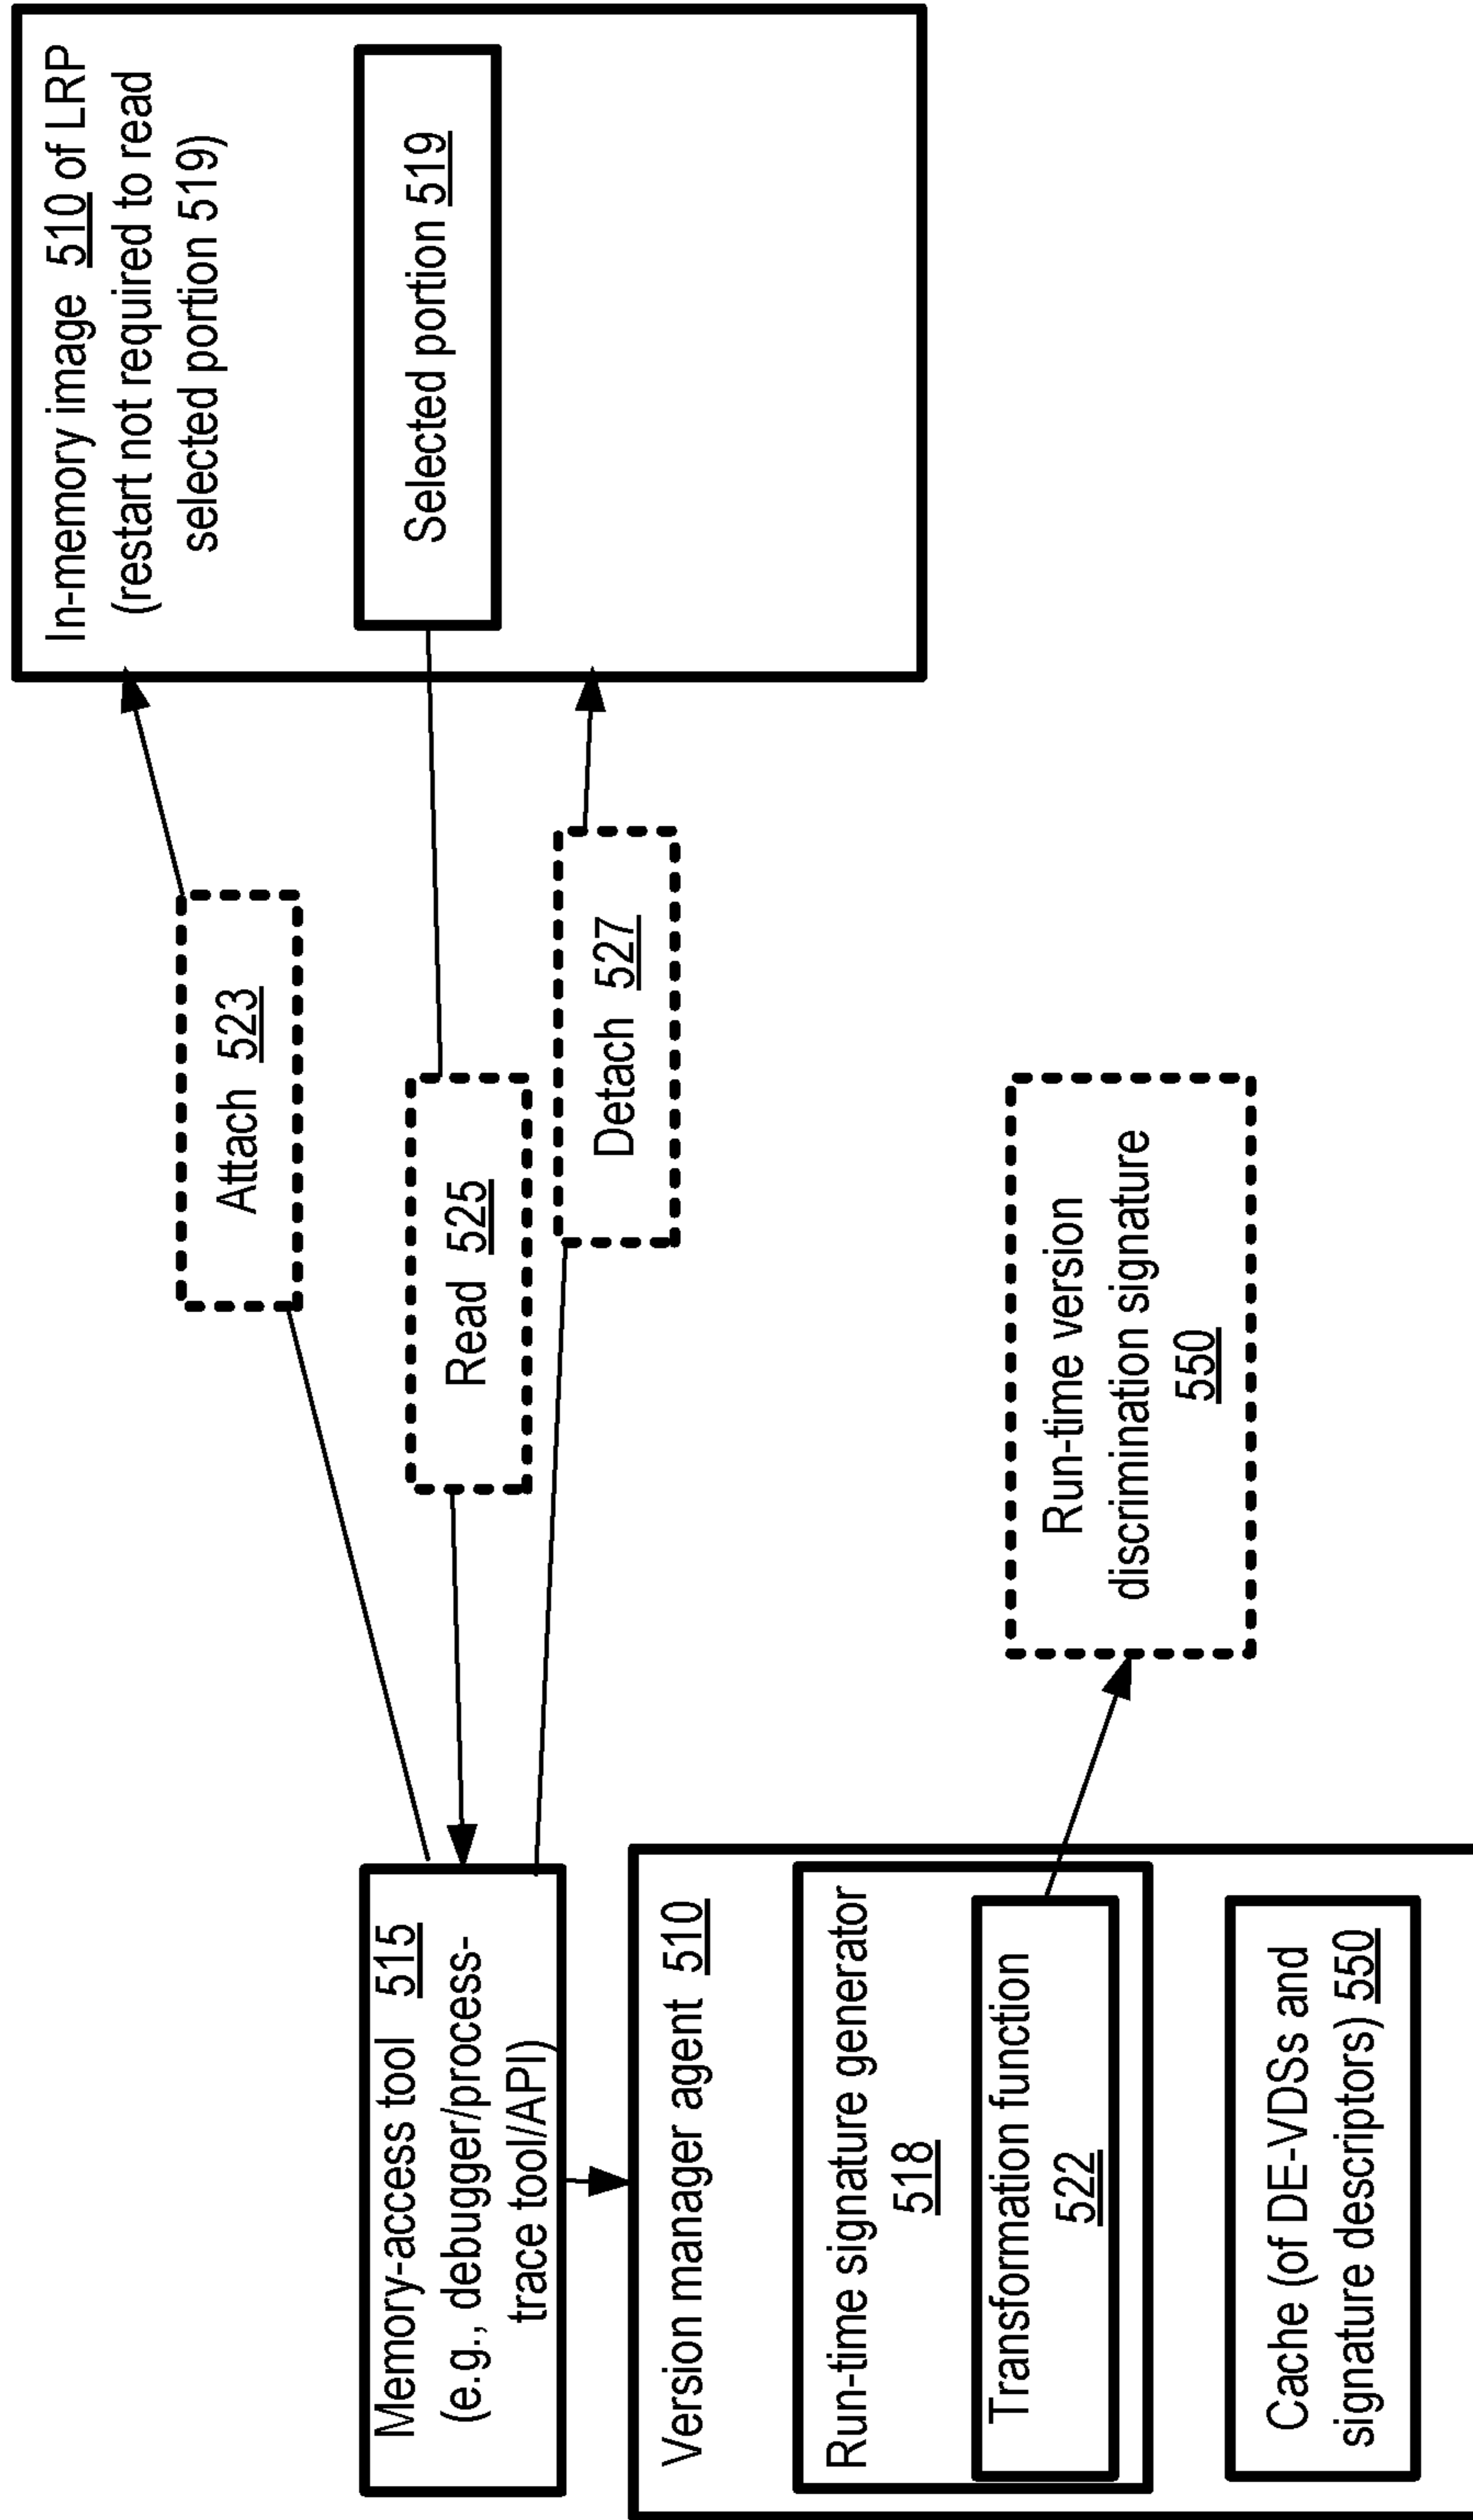 In-memory image 510 of LRP
(restart not required to read
selected portion 519)
Selected portion 519
Attach 523
Read 525
Detach 527
Memory-access tool 515
(e.g., debugger/process-
trace tool/API)
Version manager agent 510
Run-time signature generator
518
Transformation function
522
Cache (of DE-VDSs and
signature descriptors) 550
Run-time version
discrimination signature
550